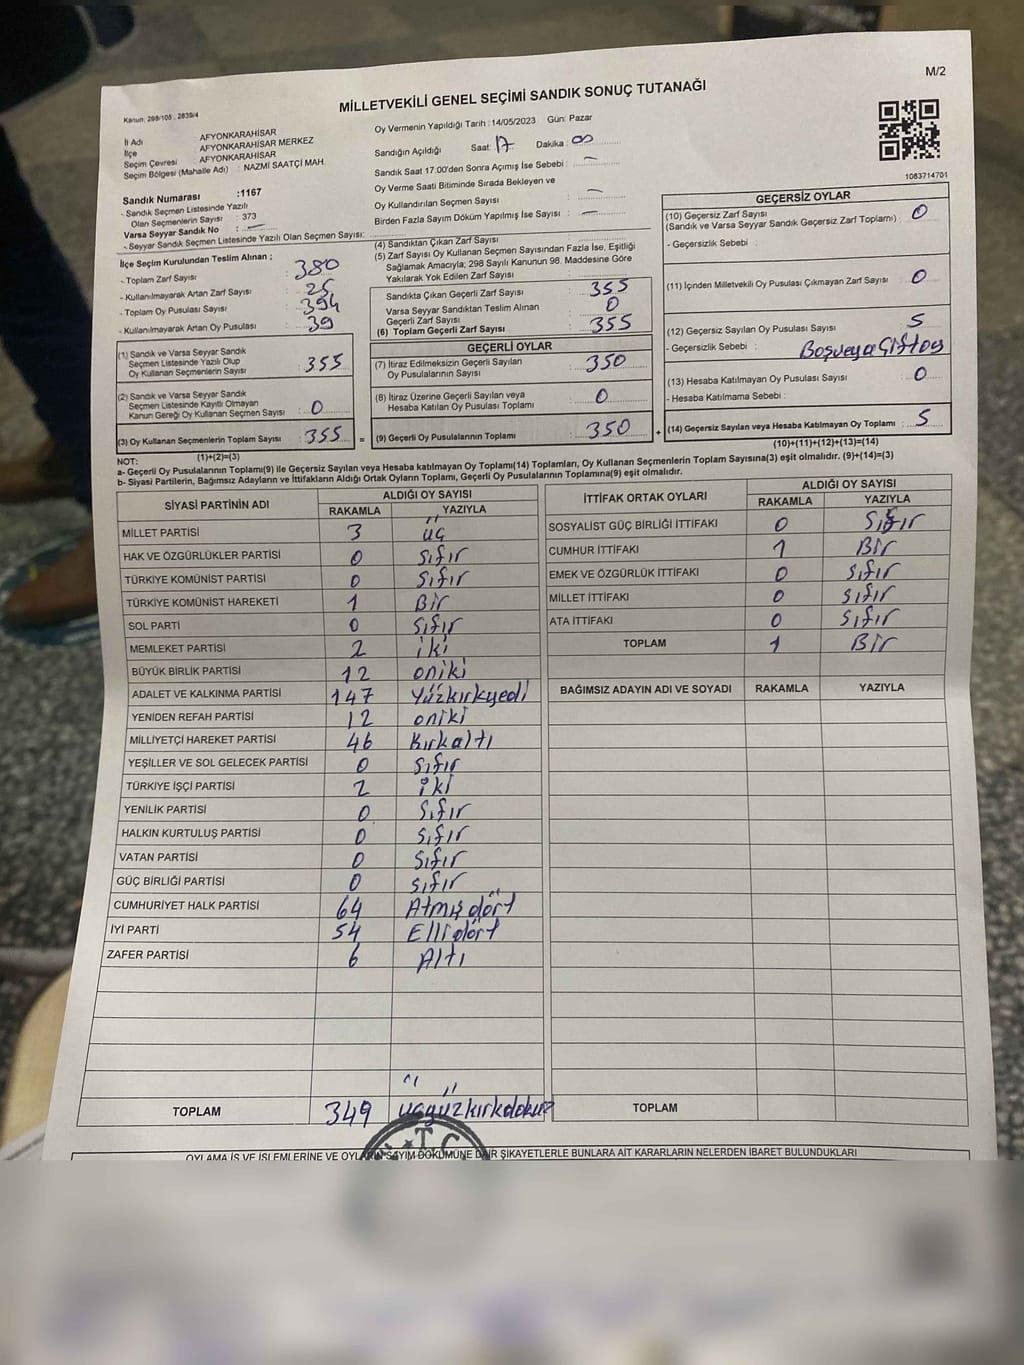 M/2
MİLLETVEKİLİ GENEL SEÇİMİ SANDIK SONUÇ TUTANAĞI
Kanun: 298/105 , 2839/4
İl Adı AFYONKARAHİSAR
İlçe AFYONKARAHİSAR MERKEZ
Seçim Çevresi : AFYONKARAHİSAR
Seçim Bölgesi (Mahalle Adı) : NAZMİ SAATÇİ MAH.
Sandık Numarası :1167
- Sandık Seçmen Listesinde Yazılı
Olan Seçmenlerin Sayısı : 373
Varsa Seyyar Sandık No : —
- Seyyar Sandık Seçmen Listesinde Yazılı Olan Seçmen Sayısı:
Oy Vermenin Yapıldığı Tarih :14/05/2023 Gün: Pazar
Sandığın Açıldığı Saat: 17 Dakika : 00
Sandık Saat 17:00'den Sonra Açımış İse Sebebi : —
Oy Verme Saati Bitiminde Sırada Bekleyen ve
Oy Kullandırılan Seçmen Sayısı : —
Birden Fazla Sayım Döküm Yapılmış İse Sayısı : —
1083714701
İlçe Seçim Kurulundan Teslim Alınan ;
- Toplam Zarf Sayısı : 380
- Kullanılmayarak Artan Zarf Sayısı : 25
- Toplam Oy Pusulası Sayısı : 394
- Kullanılmayarak Artan Oy Pusulası : 39
(1) Sandık ve Varsa Seyyar Sandık
Seçmen Listesinde Yazılı Olup
Oy Kullanan Seçmenlerin Sayısı : 355
(2) Sandık ve Varsa Seyyar Sandık
Seçmen Listesinde Kayıtlı Olmayan
Kanun Gereği Oy Kullanan Seçmen Sayısı : 0
(3) Oy Kullanan Seçmenlerin Toplam Sayısı : 355 =
(1)+(2)=(3)
(4) Sandıktan Çıkan Zarf Sayısı :
(5) Zarf Sayısı Oy Kullanan Seçmen Sayısından Fazla İse, Eşitliği
Sağlamak Amacıyla; 298 Sayılı Kanunun 98. Maddesine Göre
Yakılarak Yok Edilen Zarf Sayısı :
Sandıkta Çıkan Geçerli Zarf Sayısı : 355
Varsa Seyyar Sandıktan Teslim Alınan
Geçerli Zarf Sayısı : 0
(6) Toplam Geçerli Zarf Sayısı : 355
GEÇERLİ OYLAR
(7) İtiraz Edilmeksizin Geçerli Sayılan
Oy Pusulalarının Sayısı : 350
(8) İtiraz Üzerine Geçerli Sayılan veya
Hesaba Katılan Oy Pusulası Toplamı : 0
(9) Geçerli Oy Pusulalarının Toplamı : 350 +
GEÇERSİZ OYLAR
(10) Geçersiz Zarf Sayısı
(Sandık ve Varsa Seyyar Sandık Geçersiz Zarf Toplamı) : 0
- Geçersizlik Sebebi :
(11) İçinden Milletvekili Oy Pusulası Çıkmayan Zarf Sayısı : 0
(12) Geçersiz Sayılan Oy Pusulası Sayısı : 5
- Geçersizlik Sebebi : Boşveya Çift oy
(13) Hesaba Katılmayan Oy Pusulası Sayısı : 0
- Hesaba Katılmama Sebebi :
(14) Geçersiz Sayılan veya Hesaba Katılmayan Oy Toplamı : 5
(10)+(11)+(12)+(13)=(14)
NOT:
a- Geçerli Oy Pusulalarının Toplamı(9) ile Geçersiz Sayılan veya Hesaba katılmayan Oy Toplamı(14) Toplamları, Oy Kullanan Seçmenlerin Toplam Sayısına(3) eşit olmalıdır. (9)+(14)=(3)
b- Siyasi Partilerin, Bağımsız Adayların ve İttifakların Aldığı Ortak Oyların Toplamı, Geçerli Oy Pusulalarının Toplamına(9) eşit olmalıdır.
SİYASİ PARTİNİN ADI ALDIĞI OY SAYISI
RAKAMLA YAZIYLA
MİLLET PARTİSİ 3 üç
HAK VE ÖZGÜRLÜKLER PARTİSİ 0 Sıfır
TÜRKİYE KOMÜNİST PARTİSİ 0 Sıfır
TÜRKİYE KOMÜNİST HAREKETİ 1 Bir
SOL PARTİ 0 Sıfır
MEMLEKET PARTİSİ 2 iki
BÜYÜK BİRLİK PARTİSİ 12 oniki
ADALET VE KALKINMA PARTİSİ 147 Yüzkırkyedi
YENİDEN REFAH PARTİSİ 12 oniki
MİLLİYETÇİ HAREKET PARTİSİ 46 Kırkaltı
YEŞİLLER VE SOL GELECEK PARTİSİ 0 Sıfır
TÜRKİYE İŞÇİ PARTİSİ 2 iki
YENİLİK PARTİSİ 0 Sıfır
HALKIN KURTULUŞ PARTİSİ 0 Sıfır
VATAN PARTİSİ 0 Sıfır
GÜÇ BİRLİĞİ PARTİSİ 0 sıfır
CUMHURİYET HALK PARTİSİ 64 Atmış dört
İYİ PARTİ 54 Elli dört
ZAFER PARTİSİ 6 Altı
TOPLAM 349 üçyüzkırkdokuz
İTTİFAK ORTAK OYLARI ALDIĞI OY SAYISI
RAKAMLA YAZIYLA
SOSYALİST GÜÇ BİRLİĞİ İTTİFAKI 0 Sıfır
CUMHUR İTTİFAKI 1 Bir
EMEK VE ÖZGÜRLÜK İTTİFAKI 0 Sıfır
MİLLET İTTİFAKI 0 sıfır
ATA İTTİFAKI 0 Sıfır
TOPLAM 1 Bir
BAĞIMSIZ ADAYIN ADI VE SOYADI RAKAMLA YAZIYLA
TOPLAM
T.C
OYLAMA İŞ VE İŞLEMLERİNE VE OYLARIN SAYIM DÖKÜMÜNE DAİR ŞİKAYETLERLE BUNLARA AİT KARARLARIN NELERDEN İBARET BULUNDUKLARI